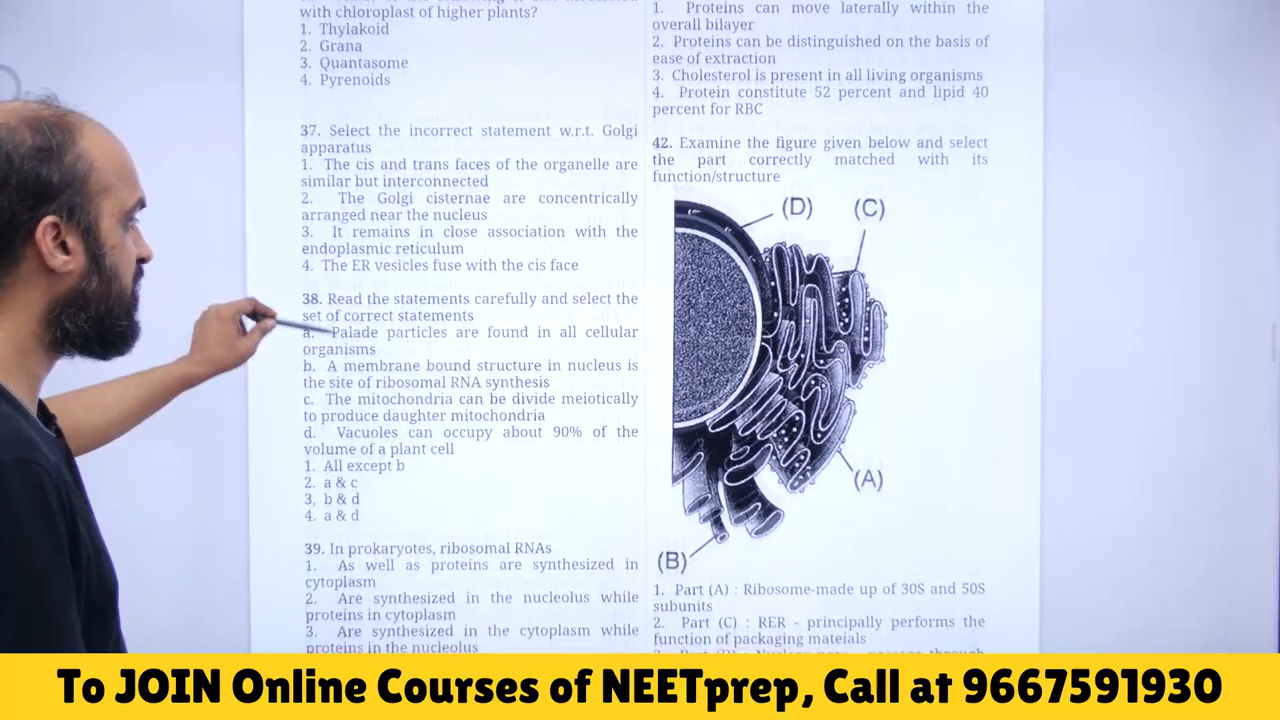 with chloroplast of higher plants?
1. Thylakoid
2. Grana
3. Quantasome
4. Pyrenoids
37. Select the incorrect statement w.r.t. Golgi
apparatus
1. The cis and trans faces of the organelle are
similar but interconnected
2. The Golgi cisternae are concentrically
arranged near the nucleus
3. It remains in close association with the
endoplasmic reticulum
4. The ER vesicles fuse with the cis face
38. Read the statements carefully and select the
set of correct statements
a. Palade particles are found in all cellular
organisms
b. A membrane bound structure in nucleus is
the site of ribosomal RNA synthesis
c. The mitochondria can be divide meiotically
to produce daughter mitochondria
d. Vacuoles can occupy about 90% of the
volume of a plant cell
1. All except b
2. a & c
3, b & d
4. a & d
39. In prokaryotes, ribosomal RNAs
1. As well as proteins are synthesized in
cytoplasm
2. Are synthesized in the nucleolus while
proteins in cytoplasm
3. Are synthesized in the cytoplasm while
proteins in the nucleolus
1. Proteins can move laterally within the
overall bilayer
2. Proteins can be distinguished on the basis of
ease of extraction
3. Cholesterol is present in all living organisms
4. Protein constitute 52 percent and lipid 40
percent for RBC
42. Examine the figure given below and select
the part correctly matched with its
function/structure
(D) (C)
(A)
(B)
1. Part (A) : Ribosome-made up of 30S and 50S
subunits
2. Part (C) : RER - principally performs the
function of packaging mateials
To JOIN Online Courses of NEETprep, Call at 9667591930